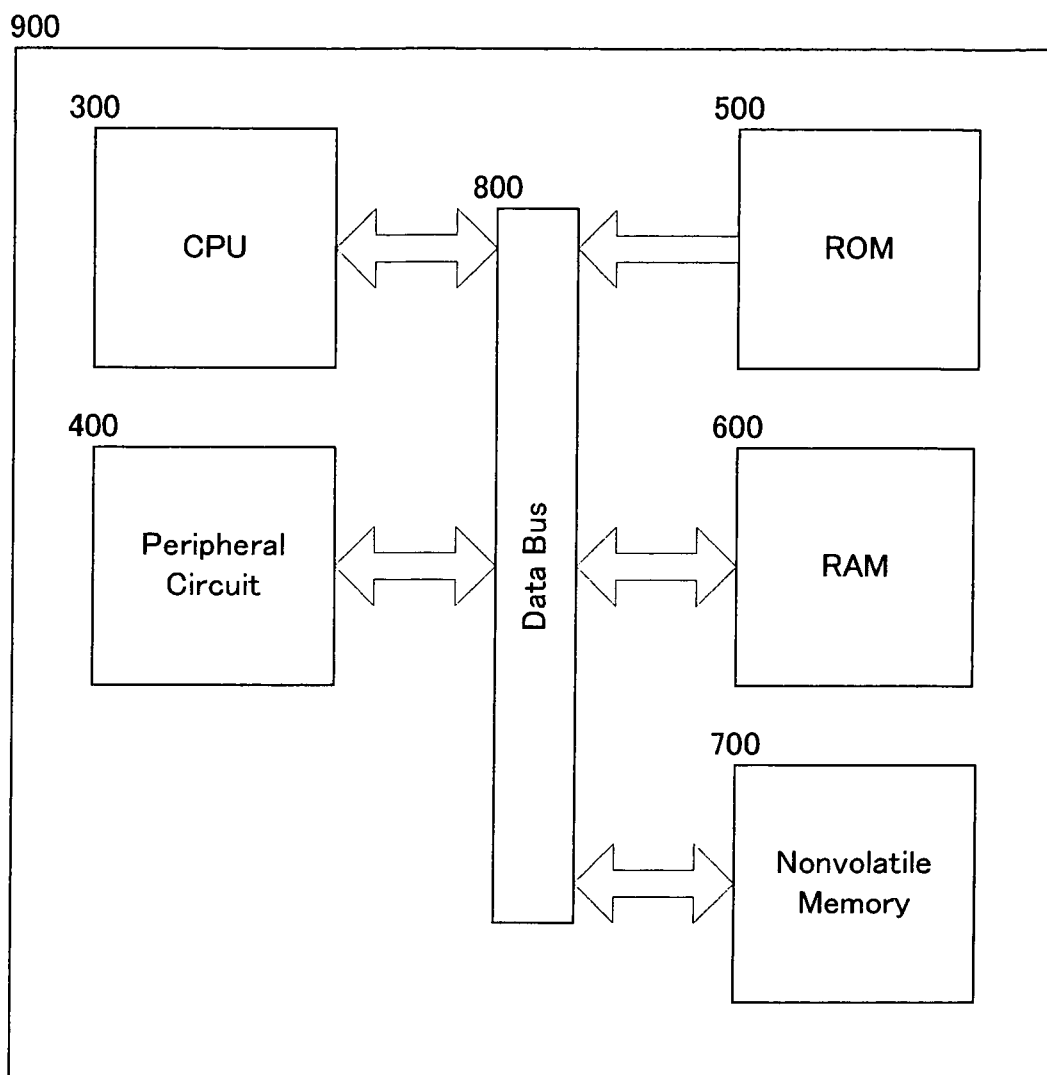 900
300
CPU
500
ROM
800
Data Bus
400
Peripheral
Circuit
600
RAM
700
Nonvolatile
Memory